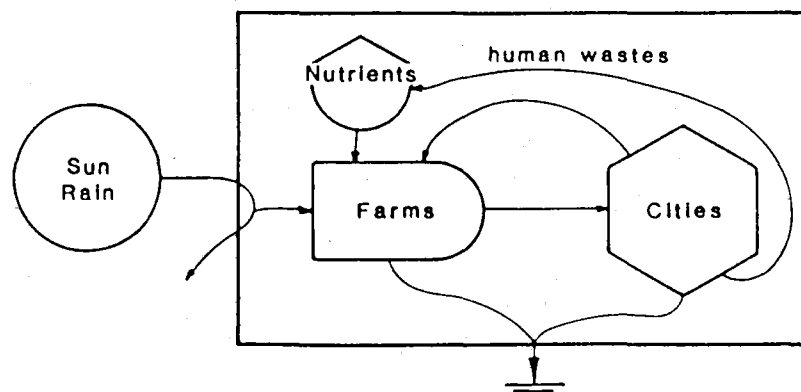 human wastes
Nutrients
Sun
Rain
Farms
Cities